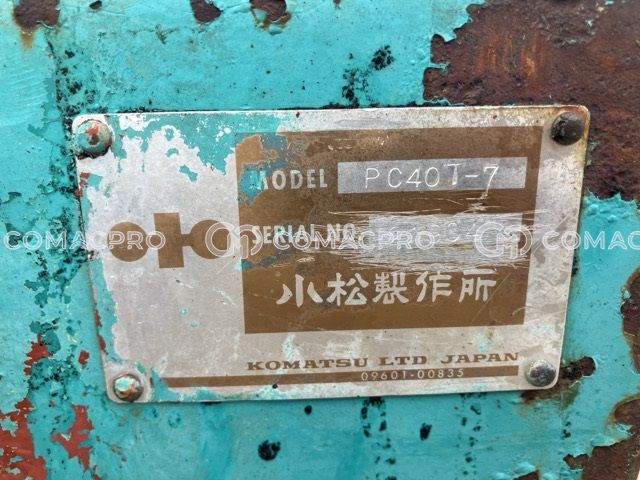 MODEL PC40T-7
SERIAL NO.
COMACPRO COMACPRO COMAC
小松製作所
KOMATSU LTD JAPAN
09601-00835